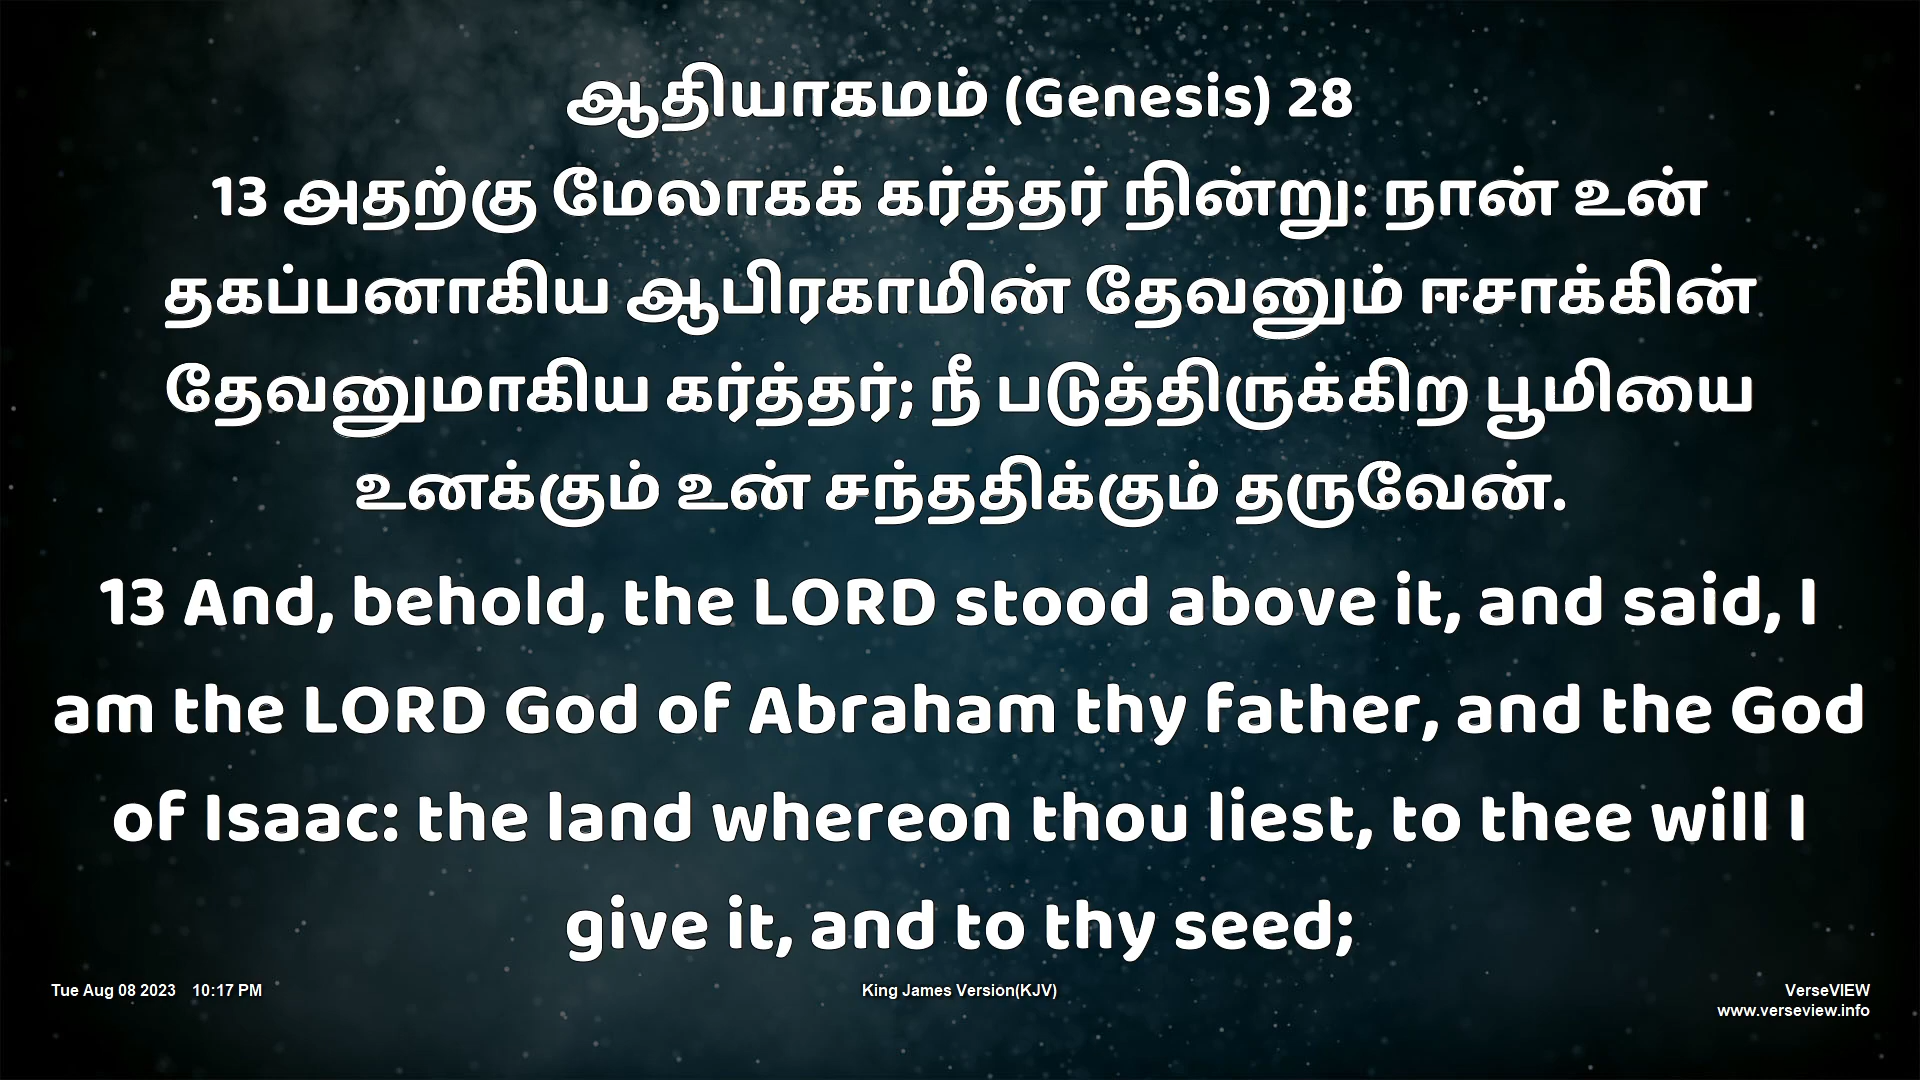 ஆதியாகமம் (Genesis) 28
13 அதற்கு மேலாகக் கர்த்தர் நின்று: நான் உன்
தகப்பனாகிய ஆபிரகாமின் தேவனும் ஈசாக்கின்
தேவனுமாகிய கர்த்தர்; நீ படுத்திருக்கிற பூமியை
உனக்கும் உன் சந்ததிக்கும் தருவேன்.
13 And, behold, the LORD stood above it, and said, I
am the LORD God of Abraham thy father, and the God
of Isaac: the land whereon thou liest, to thee will I
give it, and to thy seed;
Tue Aug 08 2023 10:17 PM King James Version(KJV) VerseVIEW
www.verseview.info